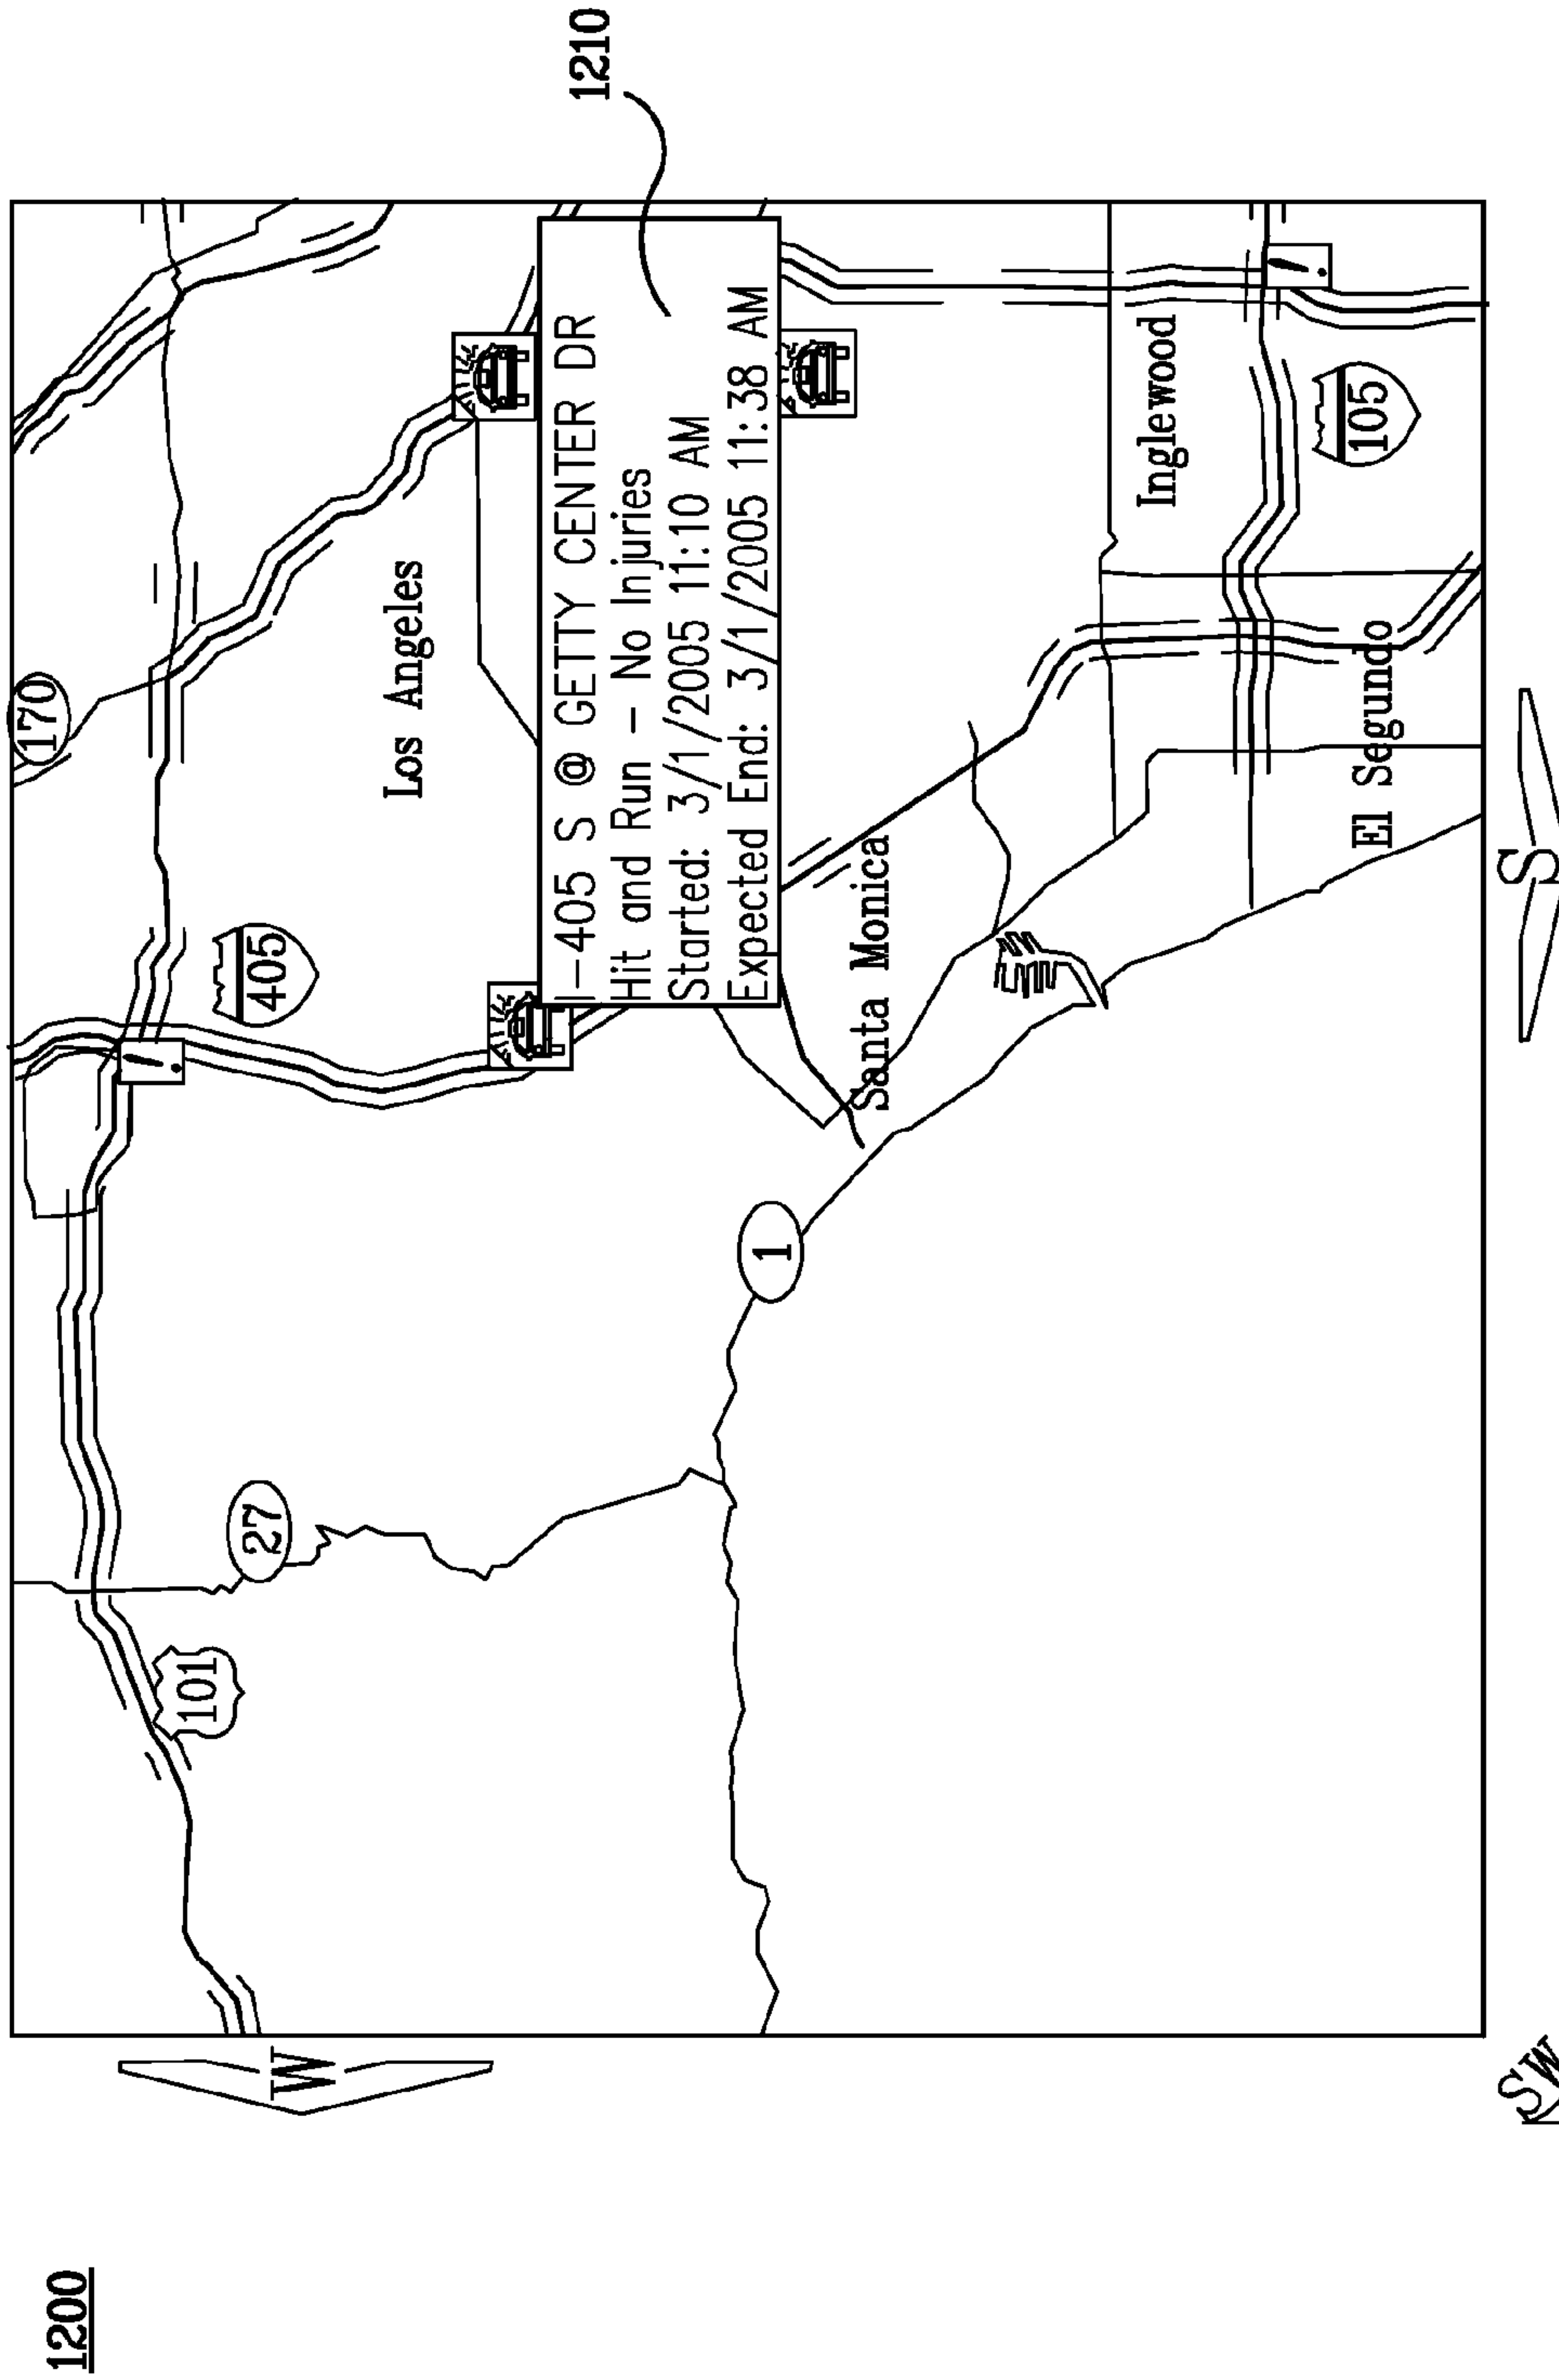 1200
170
405
101
27
Los Angeles
1210
I-405 S @ GETTY CENTER DR
Hit and Run - No Injuries
Started: 3/1/2005 11:10 AM
Expected End: 3/1/2005 11:38 AM
W
1
Santa Monica
Inglewood
105
El Segundo
SW
S
!
!